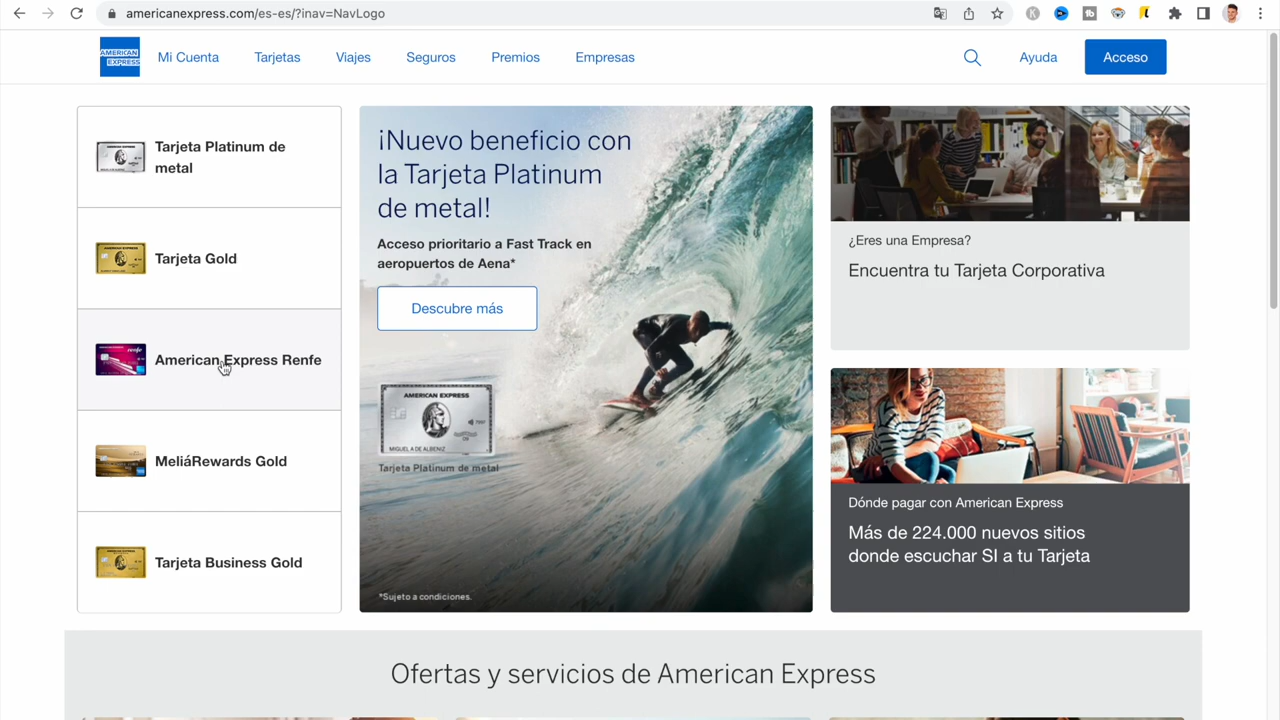 americanexpress.com/es-es/?inav=NavLogo
AMERICAN
EXPRESS
Mi Cuenta
Tarjetas
Viajes
Seguros
Premios
Empresas
Ayuda
Acceso
Tarjeta Platinum de
metal
Tarjeta Gold
American Express Renfe
MeliáRewards Gold
Tarjeta Business Gold
¡Nuevo beneficio con
la Tarjeta Platinum
de metal!
Acceso prioritario a Fast Track en
aeropuertos de Aena*
Descubre más
AMERICAN EXPRESS
MIGUEL A DE ALBENIZ
Tarjeta Platinum de metal
*Sujeto a condiciones.
¿Eres una Empresa?
Encuentra tu Tarjeta Corporativa
Dónde pagar con American Express
Más de 224.000 nuevos sitios
donde escuchar SI a tu Tarjeta
Ofertas y servicios de American Express